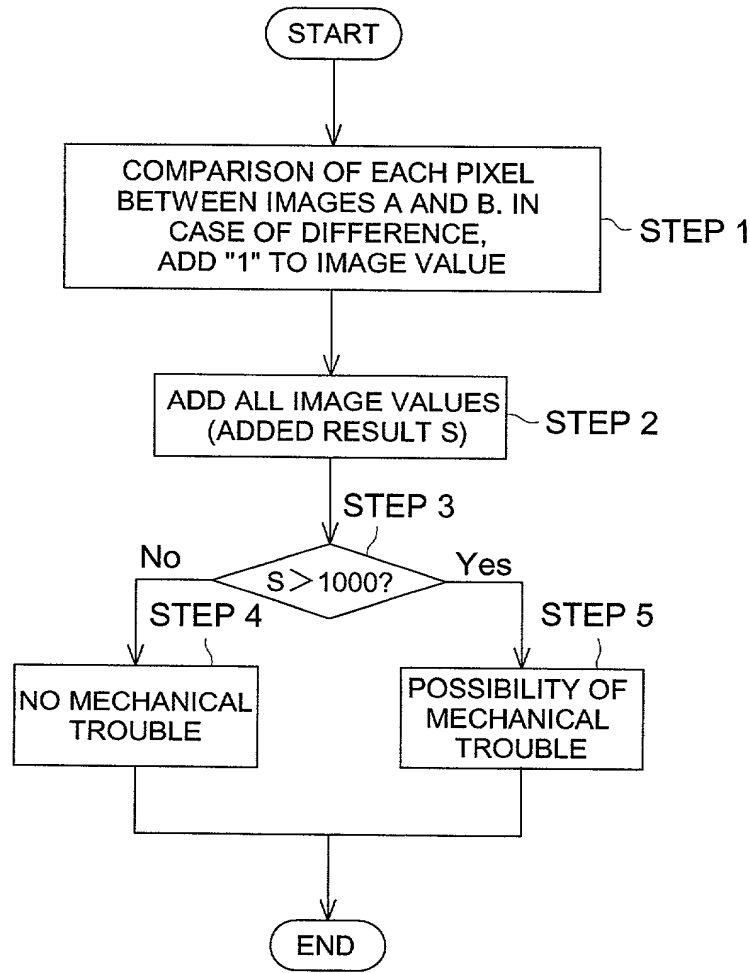 START
COMPARISON OF EACH PIXEL
BETWEEN IMAGES A AND B. IN
CASE OF DIFFERENCE,
ADD "1" TO IMAGE VALUE
STEP 1
ADD ALL IMAGE VALUES
(ADDED RESULT S)
STEP 2
STEP 3
No
S＞1000?
Yes
STEP 4
STEP 5
NO MECHANICAL
TROUBLE
POSSIBILITY OF
MECHANICAL
TROUBLE
END